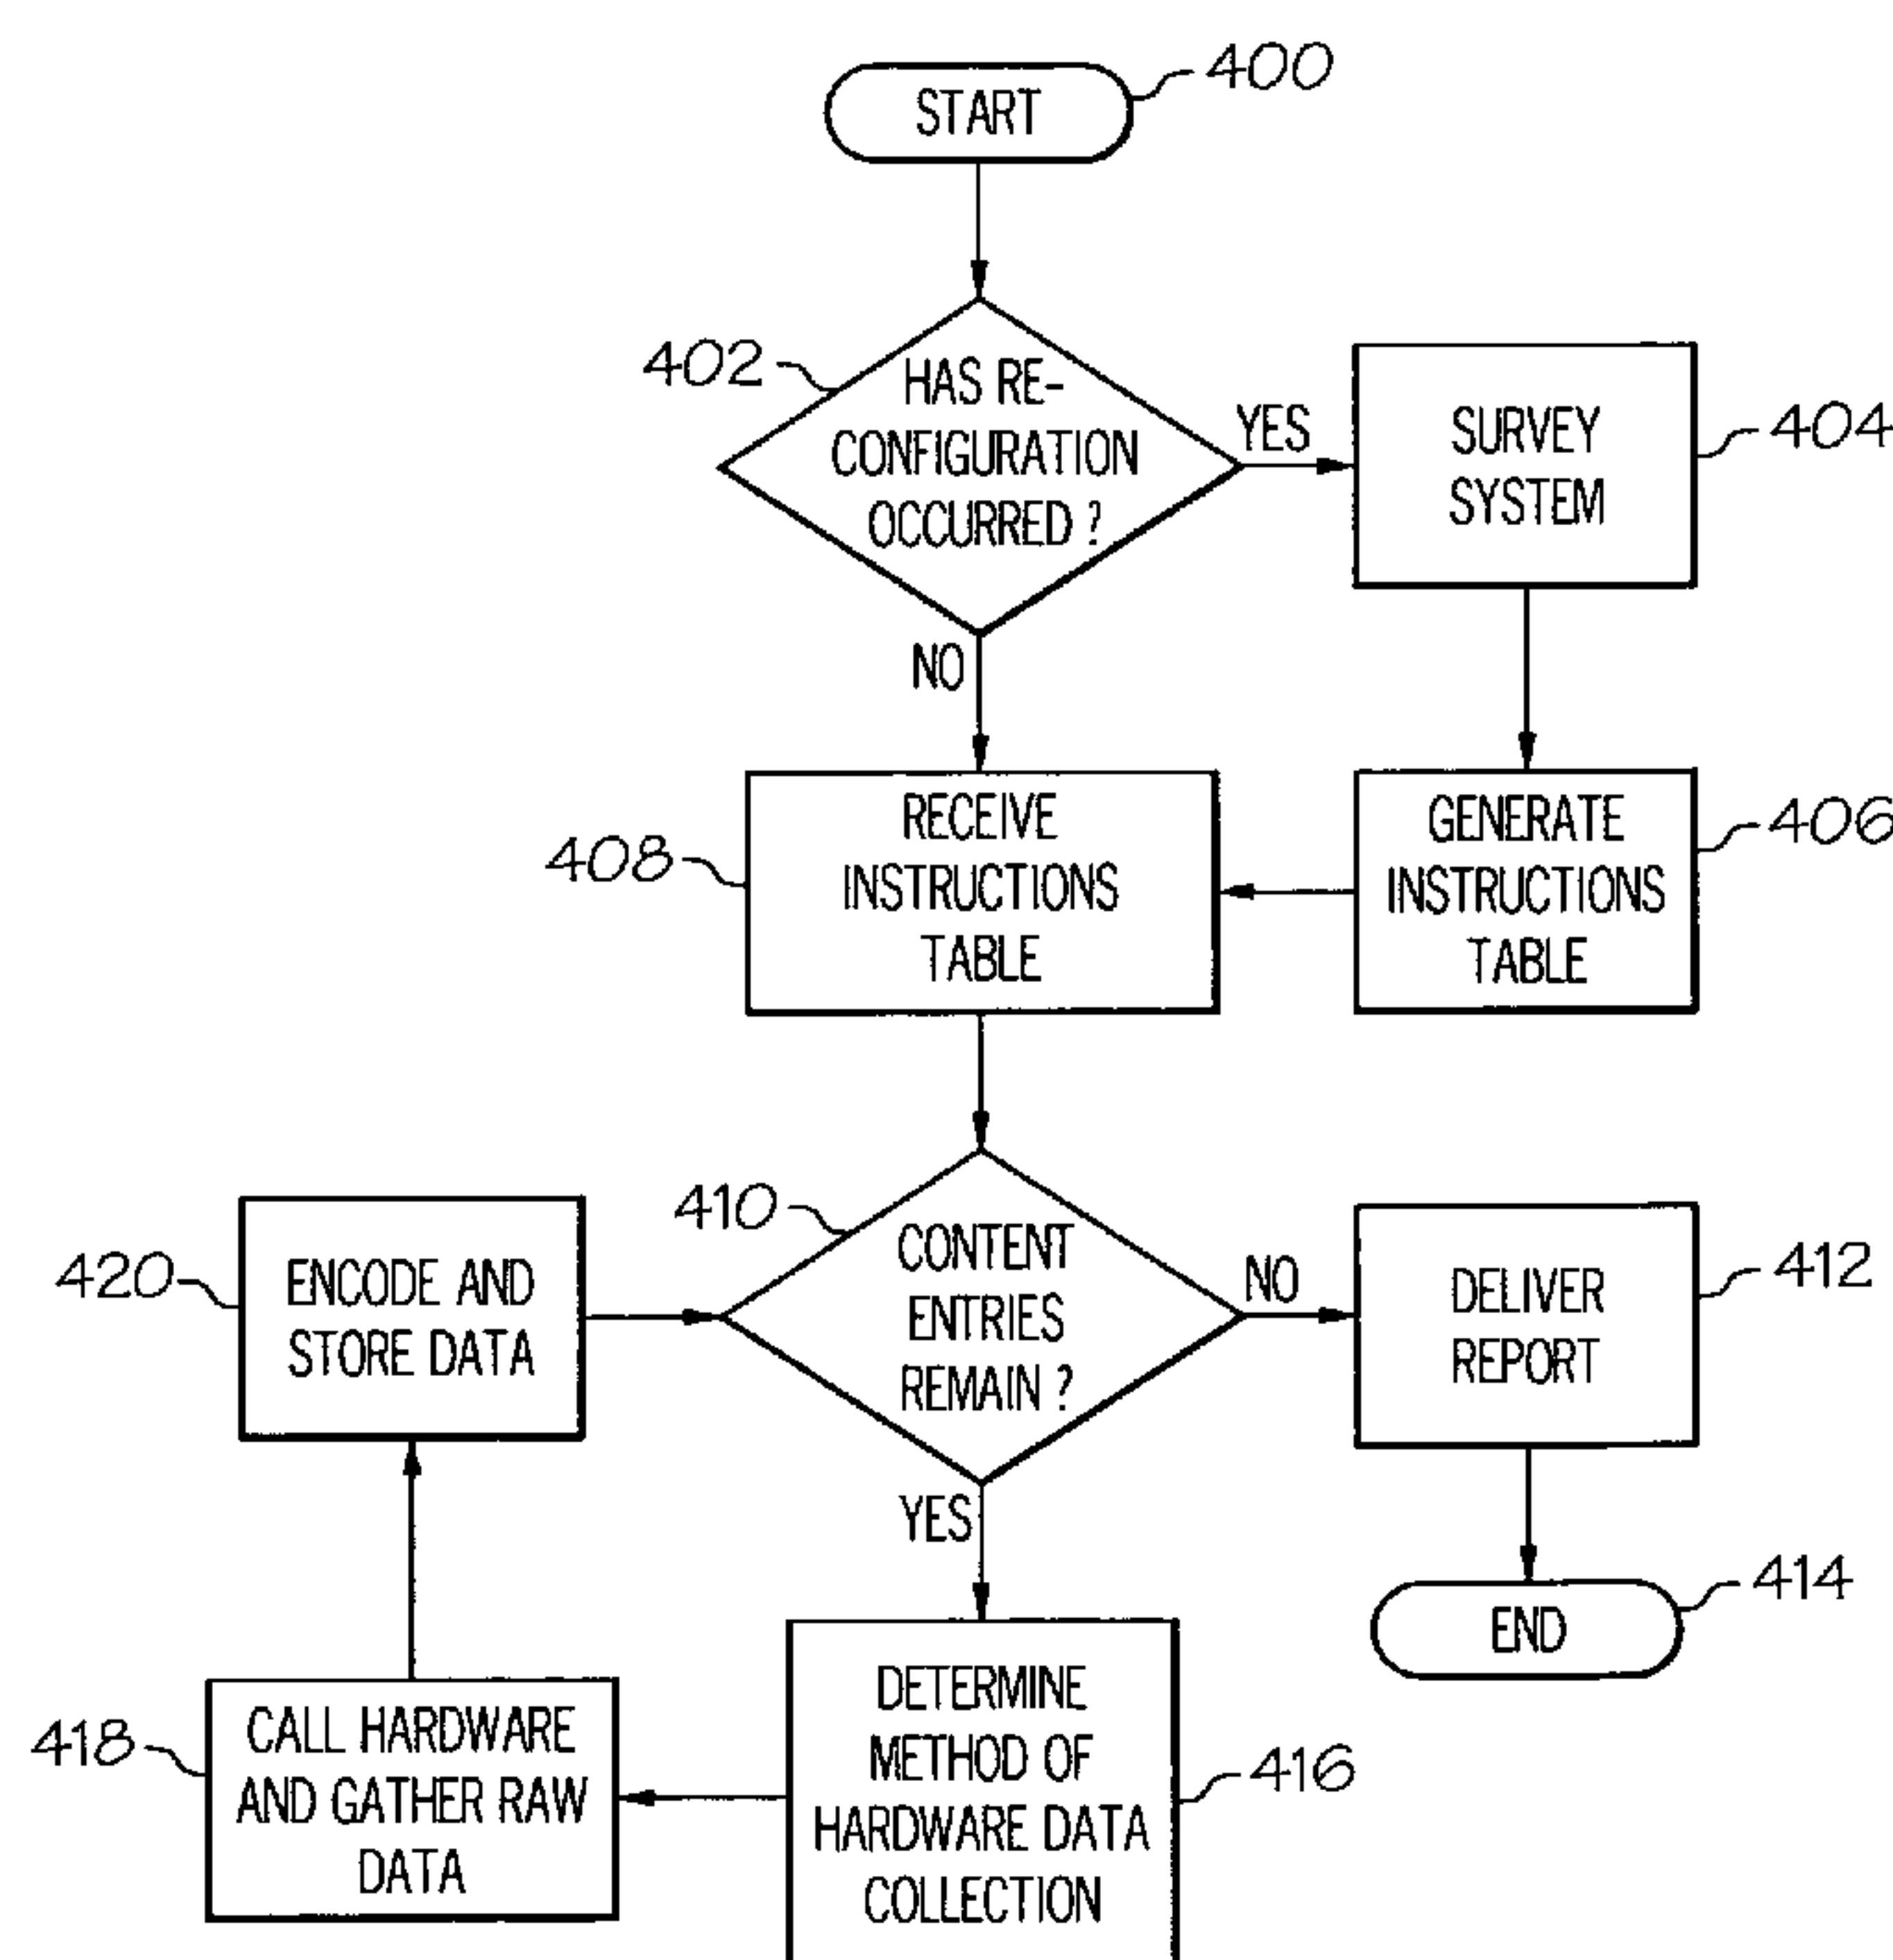 START
400
402
HAS RE-
CONFIGURATION
OCCURRED ?
YES
SURVEY
SYSTEM
404
NO
408
RECEIVE
INSTRUCTIONS
TABLE
GENERATE
INSTRUCTIONS
TABLE
406
420
ENCODE AND
STORE DATA
410
CONTENT
ENTRIES
REMAIN ?
NO
DELIVER
REPORT
412
YES
END
414
418
CALL HARDWARE
AND GATHER RAW
DATA
DETERMINE
METHOD OF
HARDWARE DATA
COLLECTION
416